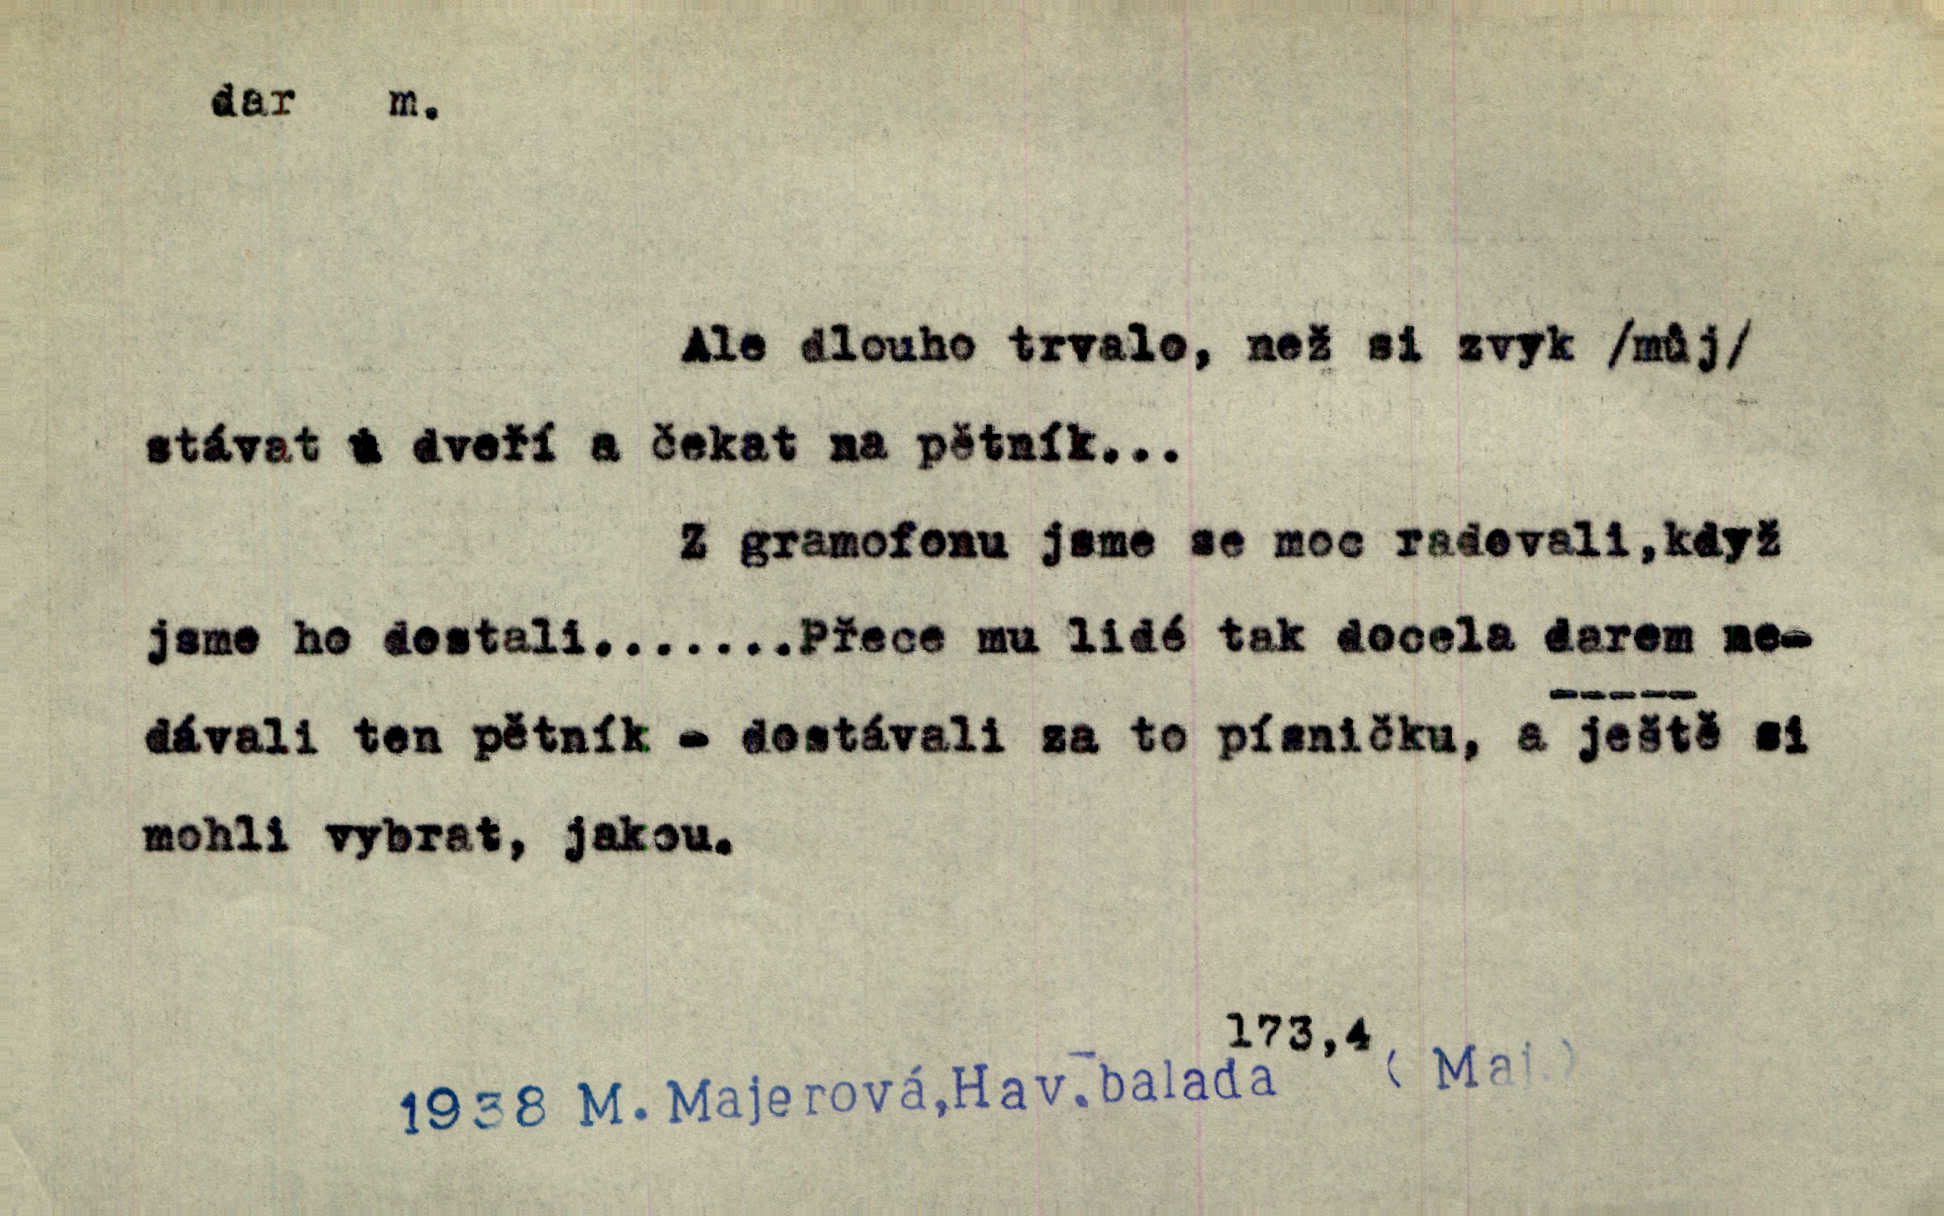 dar m.
Ale dlouho trvalo, než si zvyk /můj/
stávat u dveří a čekat na pětník...
Z gramofonu jsme se moc radovali,když
jsme ho dostali.......Přece mu lidé tak docela darem ne-
dávali ten pětník - dostávali za to písničku, a ještě si
mohli vybrat, jakou.
173,4
1938 M. Majerová,Hav. balada (Maj.)